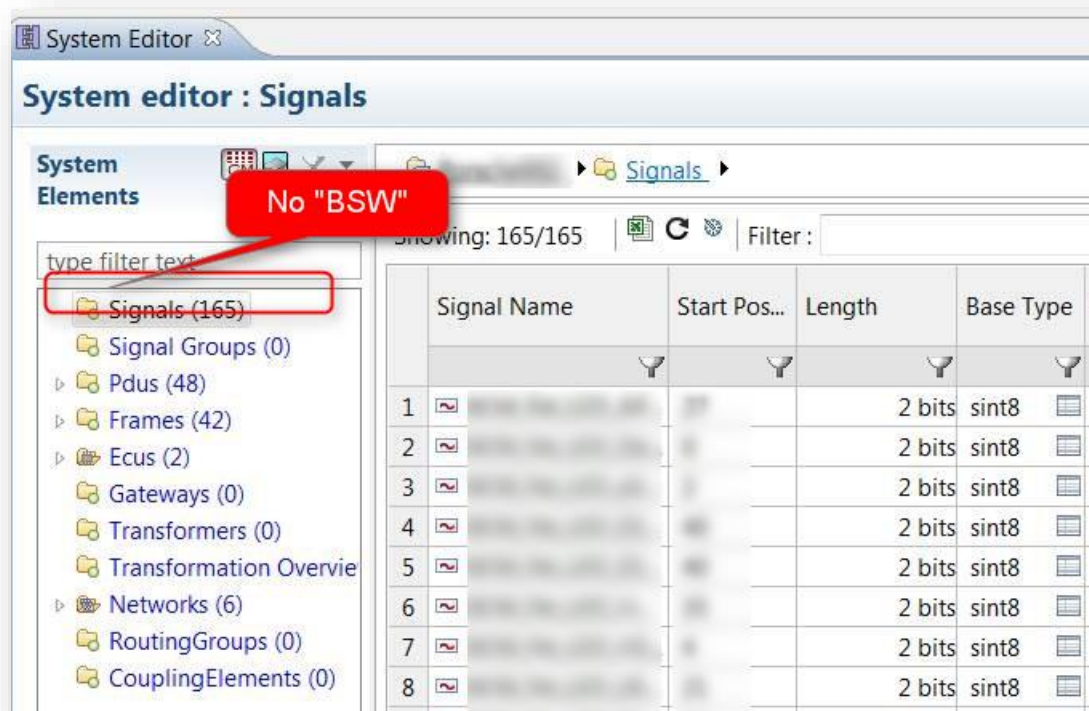 System Editor
System editor : Signals
System
Elements
No "BSW"
Signals
Showing: 165/165
Filter :
type filter text
Signals (165)
Signal Groups (0)
Pdus (48)
Frames (42)
Ecus (2)
Gateways (0)
Transformers (0)
Transformation Overvie
Networks (6)
RoutingGroups (0)
CouplingElements (0)
Signal Name Start Pos... Length Base Type
1 2 bits sint8
2 2 bits sint8
3 2 bits sint8
4 2 bits sint8
5 2 bits sint8
6 2 bits sint8
7 2 bits sint8
8 2 bits sint8